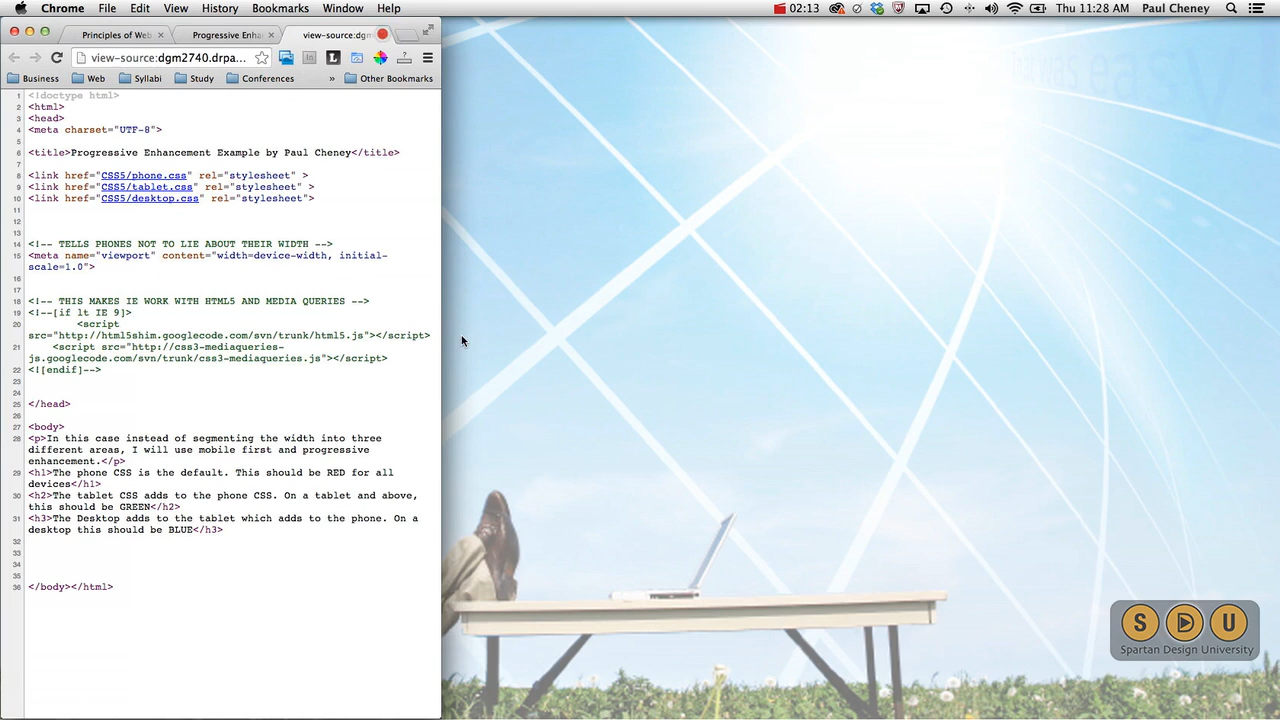 Chrome File Edit View History Bookmarks Window Help 02:13 Thu 11:28 AM Paul Cheney
Principles of Web × Progressive Enha × view-source:dgm
view-source:dgm2740.drpa...
Business Web Syllabi Study Conferences » Other Bookmarks
1 <!doctype html>
2 <html>
3 <head>
4 <meta charset="UTF-8">
5
6 <title>Progressive Enhancement Example by Paul Cheney</title>
7
8 <link href="CSS5/phone.css" rel="stylesheet" >
9 <link href="CSS5/tablet.css" rel="stylesheet" >
10 <link href="CSS5/desktop.css" rel="stylesheet">
11
12
13
14 <!-- TELLS PHONES NOT TO LIE ABOUT THEIR WIDTH -->
15 <meta name="viewport" content="width=device-width, initial-
scale=1.0">
16
17
18 <!-- THIS MAKES IE WORK WITH HTML5 AND MEDIA QUERIES -->
19 <!--[if lt IE 9]>
20 <script
src="http://html5shim.googlecode.com/svn/trunk/html5.js"></script>
21 <script src="http://css3-mediaqueries-
js.googlecode.com/svn/trunk/css3-mediaqueries.js"></script>
22 <![endif]-->
23
24
25 </head>
26
27 <body>
28 <p>In this case instead of segmenting the width into three
different areas, I will use mobile first and progressive
enhancement.</p>
29 <h1>The phone CSS is the default. This should be RED for all
devices</h1>
30 <h2>The tablet CSS adds to the phone CSS. On a tablet and above,
this should be GREEN</h2>
31 <h3>The Desktop adds to the tablet which adds to the phone. On a
desktop this should be BLUE</h3>
32
33
34
35
36 </body></html>
S D U
Spartan Design University